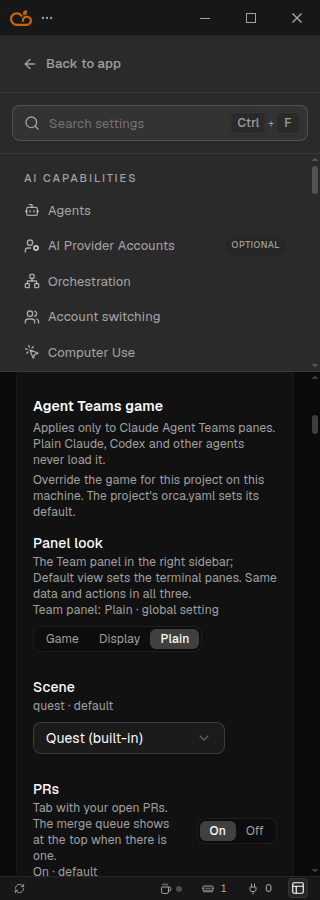 Back to app
Search settings Ctrl + F
AI CAPABILITIES
Agents
AI Provider Accounts OPTIONAL
Orchestration
Account switching
Computer Use
Agent Teams game
Applies only to Claude Agent Teams panes.
Plain Claude, Codex and other agents
never load it.
Override the game for this project on this
machine. The project's orca.yaml sets its
default.
Panel look
The Team panel in the right sidebar;
Default view sets the terminal panes. Same
data and actions in all three.
Team panel: Plain · global setting
Game Display Plain
Scene
quest · default
Quest (built-in)
PRs
Tab with your open PRs.
The merge queue shows
at the top when there is
one.
On · default
On Off
1 0